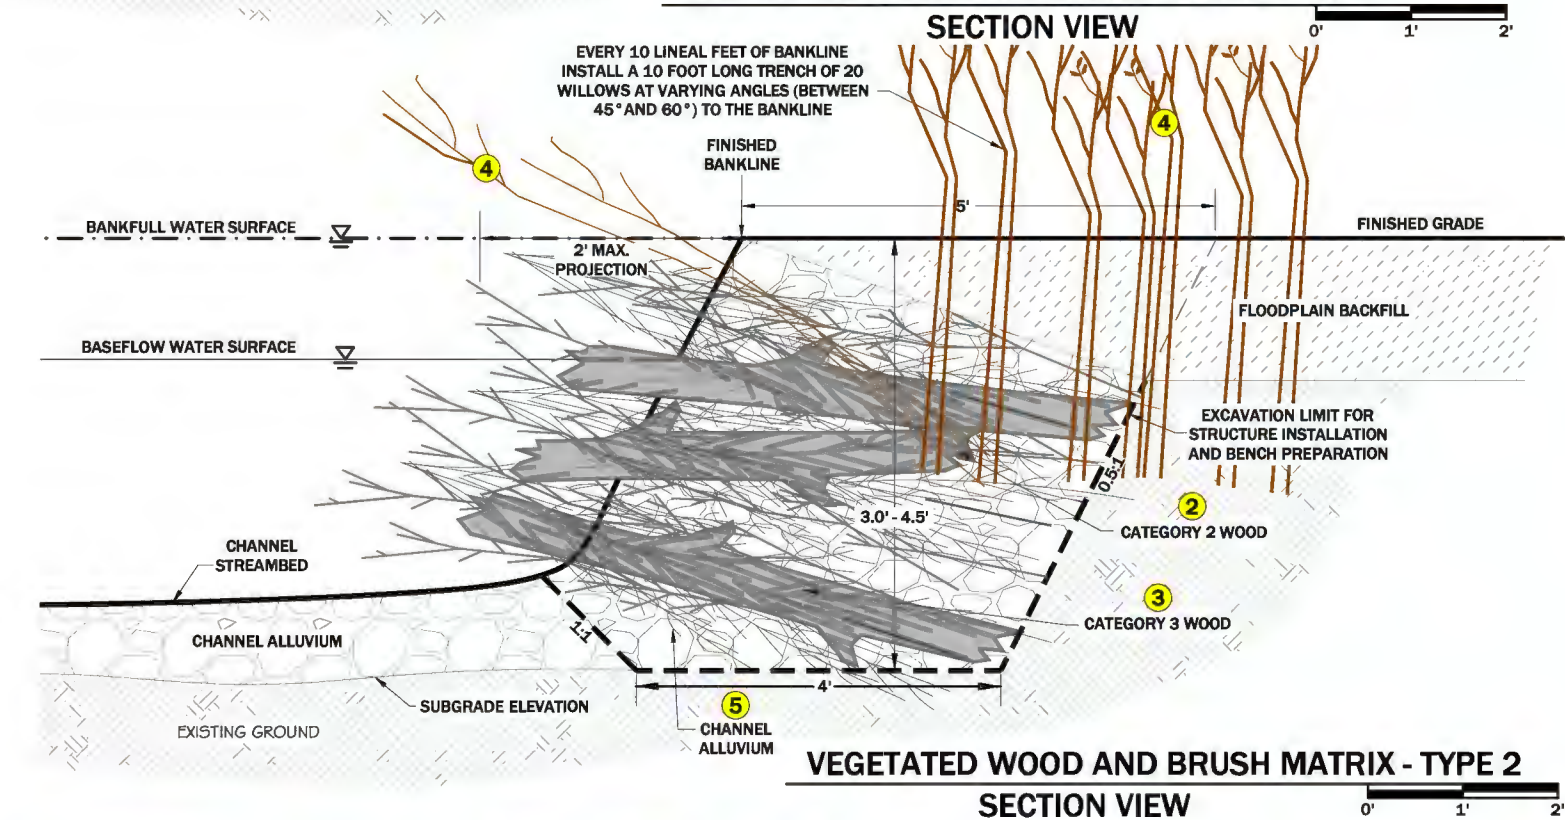 SECTION VIEW
0' 1' 2'
EVERY 10 LINEAL FEET OF BANKLINE
INSTALL A 10 FOOT LONG TRENCH OF 20
WILLOWS AT VARYING ANGLES (BETWEEN
45° AND 60°) TO THE BANKLINE
4
4
FINISHED
BANKLINE
5'
BANKFULL WATER SURFACE
FINISHED GRADE
2' MAX.
PROJECTION
FLOODPLAIN BACKFILL
BASEFLOW WATER SURFACE
EXCAVATION LIMIT FOR
STRUCTURE INSTALLATION
AND BENCH PREPARATION
0.5:1
2
CATEGORY 2 WOOD
3.0' - 4.5'
CHANNEL
STREAMBED
3
CATEGORY 3 WOOD
1:1
CHANNEL ALLUVIUM
4'
5
CHANNEL
ALLUVIUM
SUBGRADE ELEVATION
EXISTING GROUND
VEGETATED WOOD AND BRUSH MATRIX - TYPE 2
SECTION VIEW
0' 1' 2'